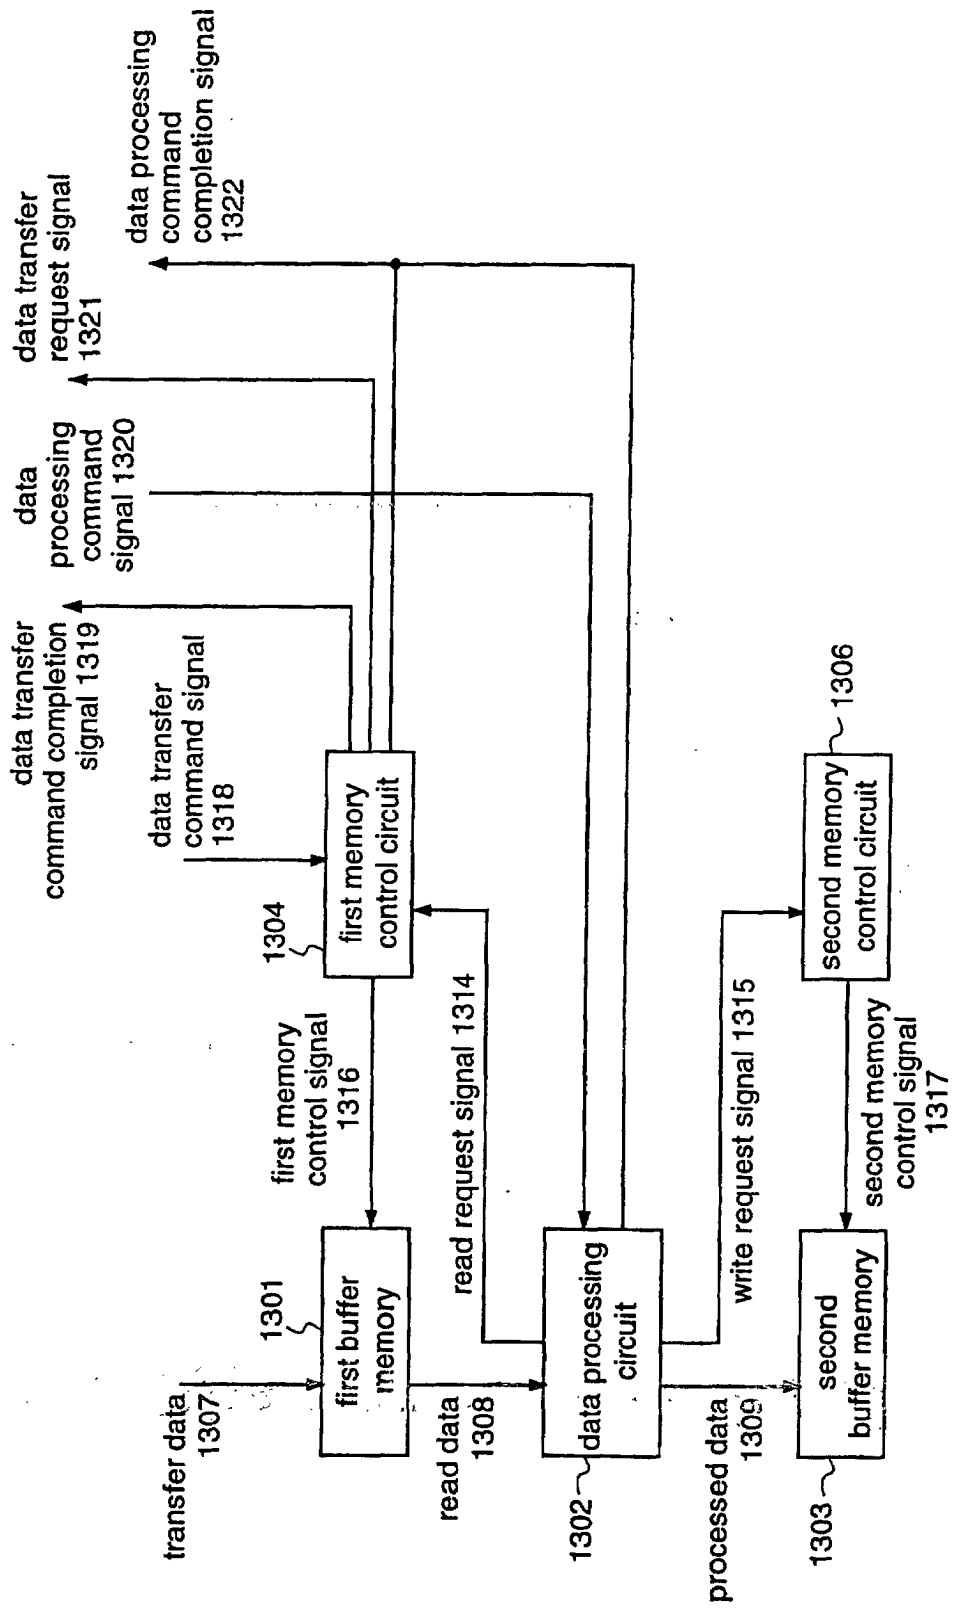 transfer data
1307
1301
first buffer
memory
read data
1308
1302
data processing
circuit
processed data
1309
1303
second
buffer memory
first memory
control signal
1316
read request signal 1314
write request signal 1315
second memory
control signal
1317
1304
first memory
control circuit
second memory
control circuit
1306
data transfer
command signal
1318
data transfer
command completion
signal 1319
data
processing
command
signal 1320
data transfer
request signal
1321
data processing
command
completion signal
1322